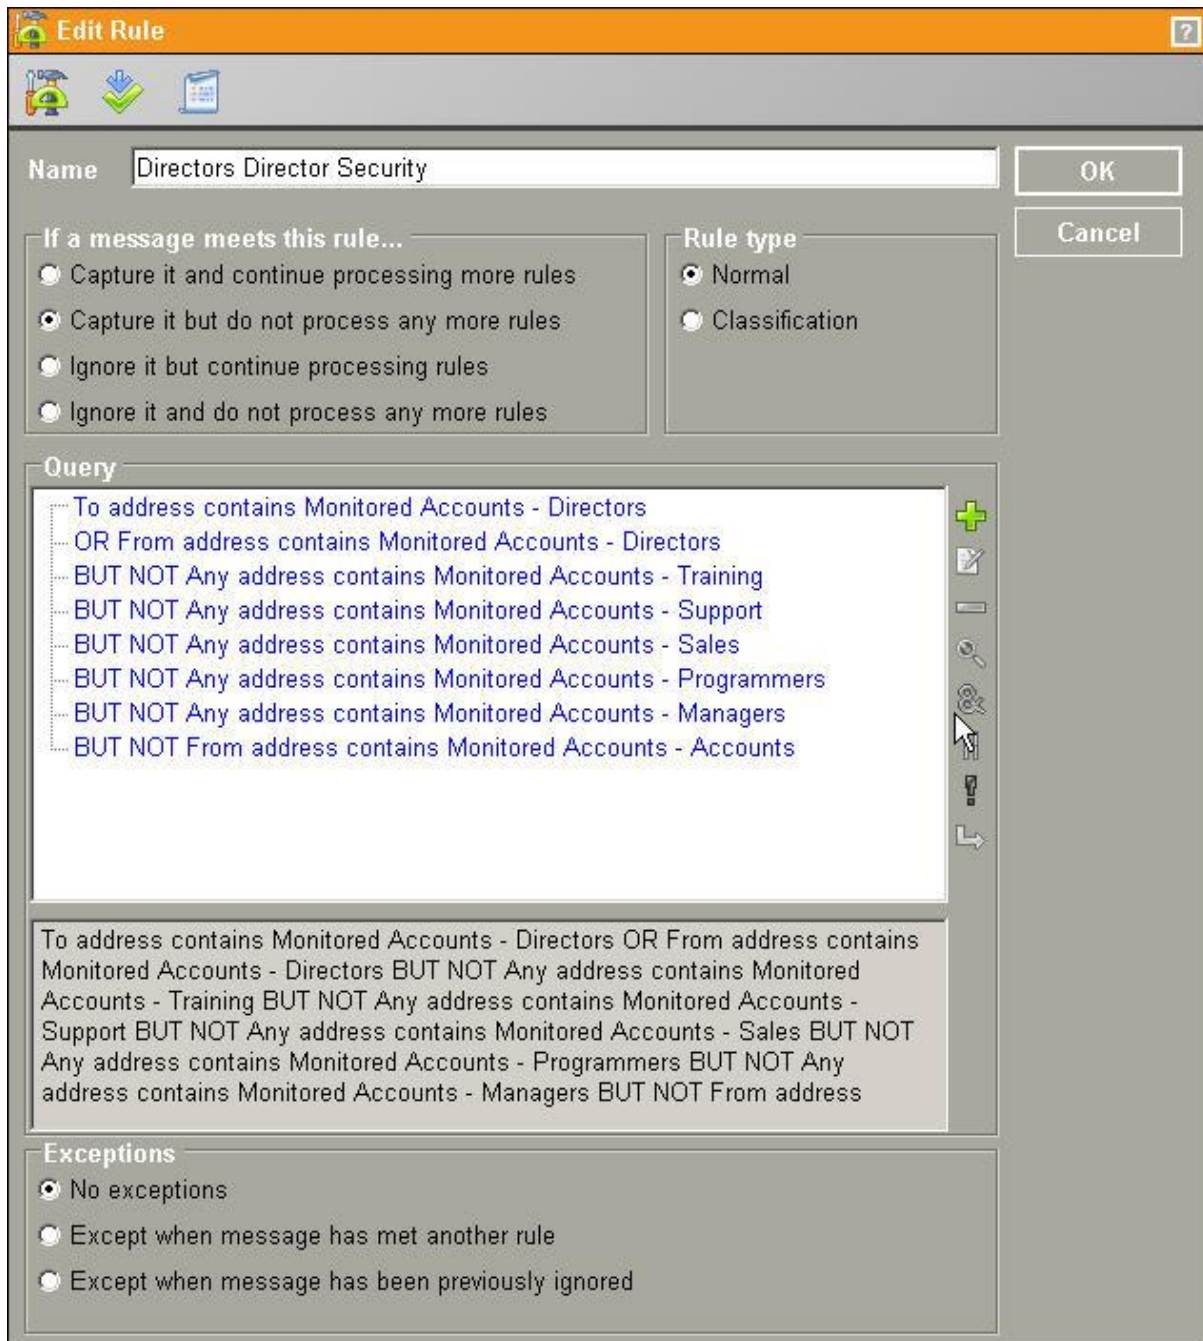 Edit Rule
?
Name Directors Director Security
OK
Cancel
If a message meets this rule...
Capture it and continue processing more rules
Capture it but do not process any more rules
Ignore it but continue processing rules
Ignore it and do not process any more rules
Rule type
Normal
Classification
Query
To address contains Monitored Accounts - Directors
OR From address contains Monitored Accounts - Directors
BUT NOT Any address contains Monitored Accounts - Training
BUT NOT Any address contains Monitored Accounts - Support
BUT NOT Any address contains Monitored Accounts - Sales
BUT NOT Any address contains Monitored Accounts - Programmers
BUT NOT Any address contains Monitored Accounts - Managers
BUT NOT From address contains Monitored Accounts - Accounts
To address contains Monitored Accounts - Directors OR From address contains
Monitored Accounts - Directors BUT NOT Any address contains Monitored
Accounts - Training BUT NOT Any address contains Monitored Accounts -
Support BUT NOT Any address contains Monitored Accounts - Sales BUT NOT
Any address contains Monitored Accounts - Programmers BUT NOT Any
address contains Monitored Accounts - Managers BUT NOT From address
Exceptions
No exceptions
Except when message has met another rule
Except when message has been previously ignored